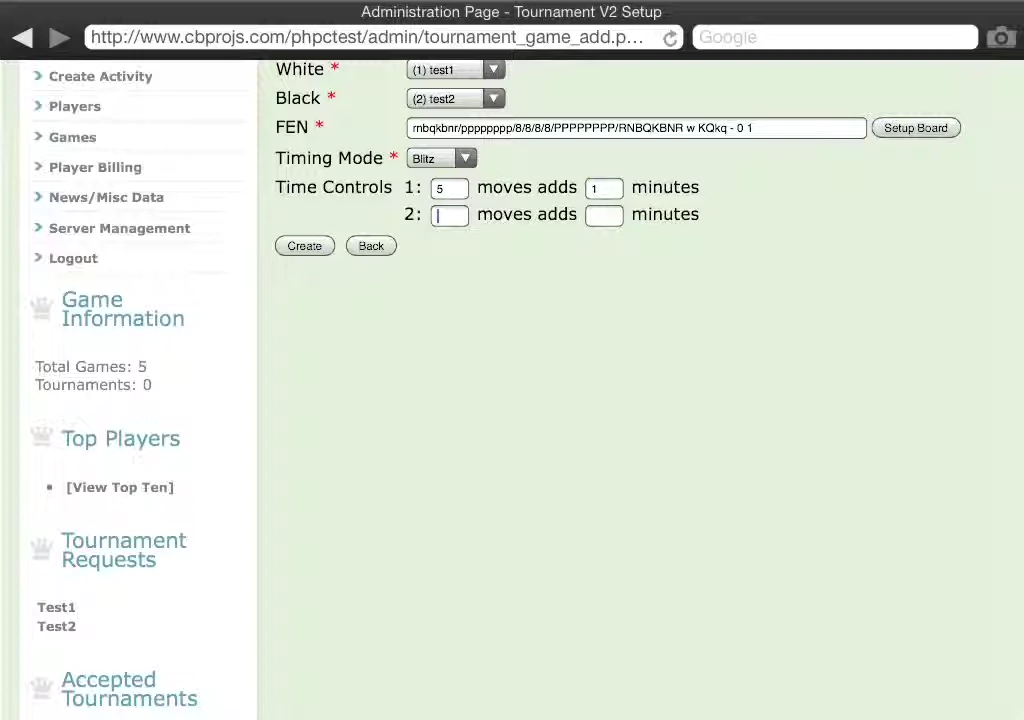 Administration Page - Tournament V2 Setup
http://www.cbprojs.com/phpctest/admin/tournament_game_add.p...
Google
Create Activity
Players
Games
Player Billing
News/Misc Data
Server Management
Logout
Game
Information
Total Games: 5
Tournaments: 0
Top Players
[View Top Ten]
Tournament
Requests
Test1
Test2
Accepted
Tournaments
White * (1) test1
Black * (2) test2
FEN * rnbqkbnr/pppppppp/8/8/8/8/PPPPPPPP/RNBQKBNR w KQkq - 0 1 Setup Board
Timing Mode * Blitz
Time Controls 1: 5 moves adds 1 minutes
2: moves adds minutes
Create Back